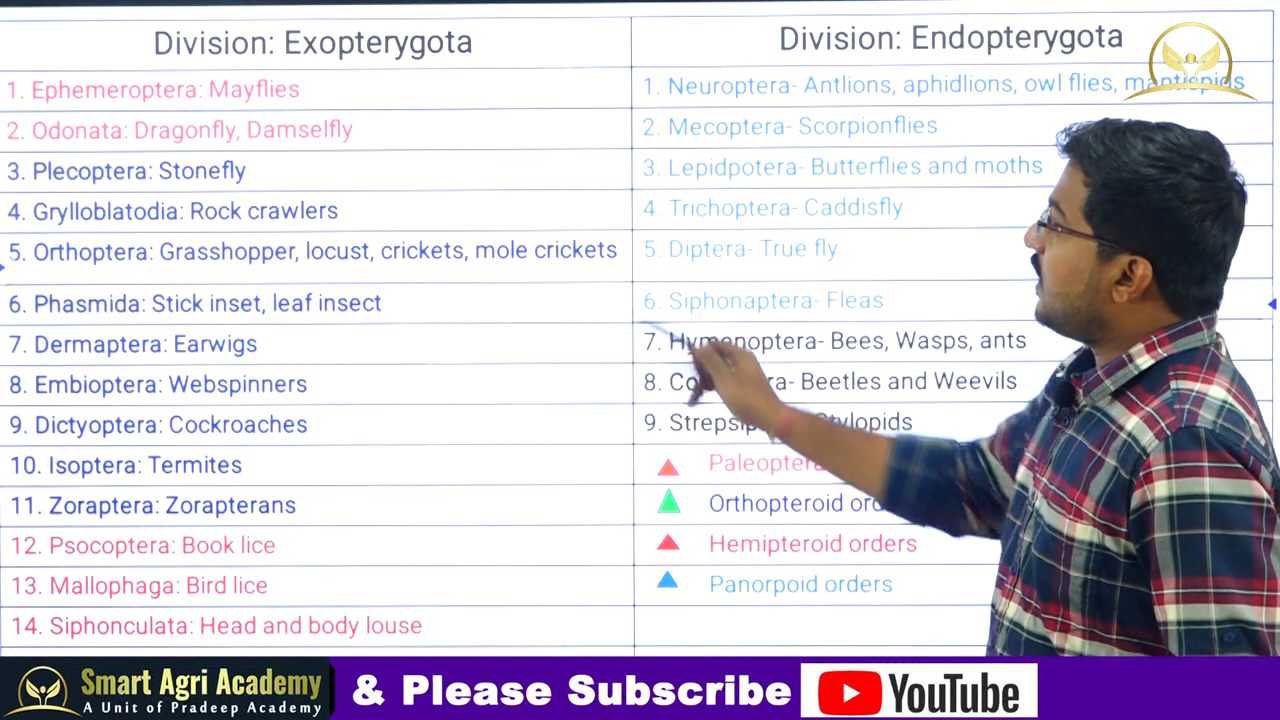 Division: Exopterygota
1. Ephemeroptera: Mayflies
2. Odonata: Dragonfly, Damselfly
3. Plecoptera: Stonefly
4. Grylloblatodia: Rock crawlers
5. Orthoptera: Grasshopper, locust, crickets, mole crickets
6. Phasmida: Stick inset, leaf insect
7. Dermaptera: Earwigs
8. Embioptera: Webspinners
9. Dictyoptera: Cockroaches
10. Isoptera: Termites
11. Zoraptera: Zorapterans
12. Psocoptera: Book lice
13. Mallophaga: Bird lice
14. Siphonculata: Head and body louse
Division: Endopterygota
1. Neuroptera- Antlions, aphidlions, owl flies, mantispids
2. Mecoptera- Scorpionflies
3. Lepidpotera- Butterflies and moths
4. Trichoptera- Caddisfly
5. Diptera- True fly
6. Siphonaptera- Fleas
7. Hymenoptera- Bees, Wasps, ants
8. Beetles and Weevils
9. Stylopids
Orthopteroid
Hemipteroid orders
Panorpoid orders
Smart Agri Academy
A Unit of Pradeep Academy
& Please Subscribe
YouTube